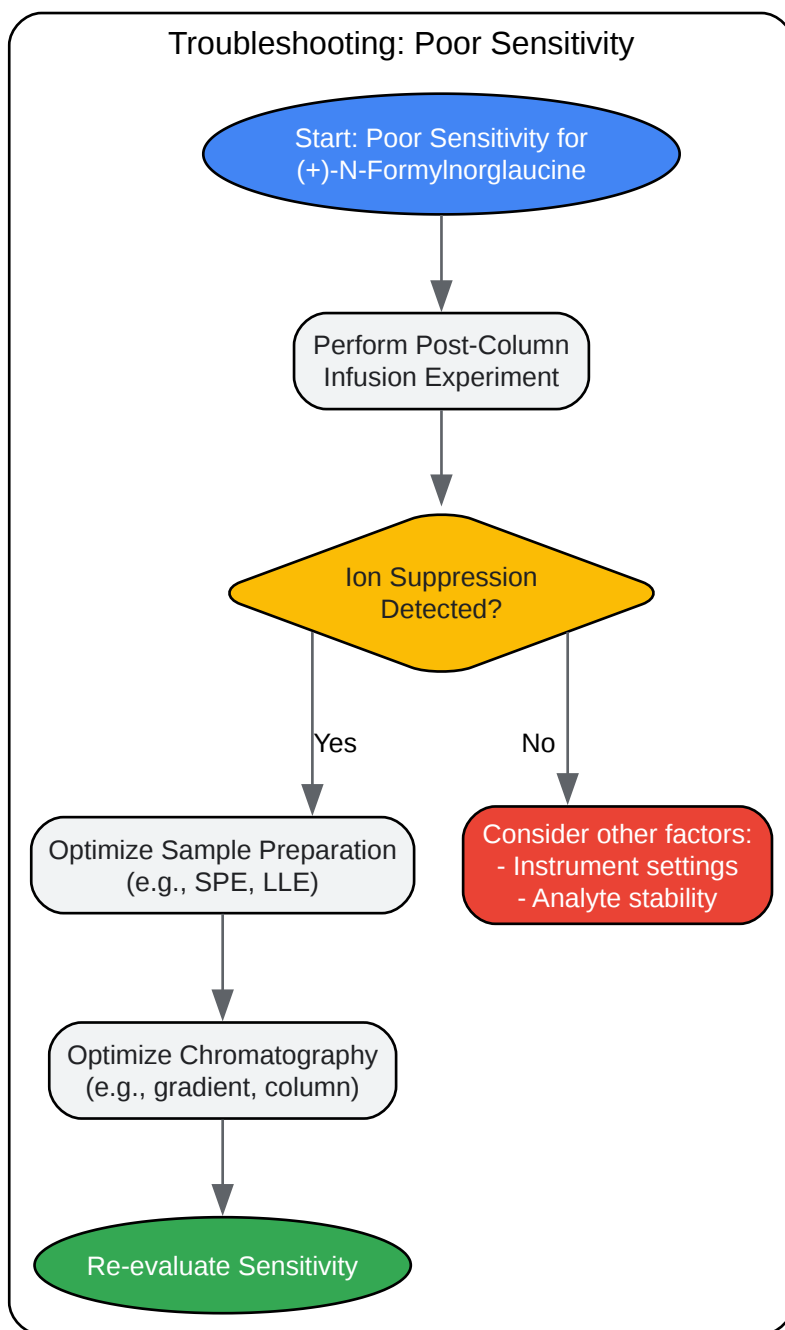 Troubleshooting: Poor Sensitivity
Start: Poor Sensitivity for
(+)-N-Formylnorglaucine
Perform Post-Column
Infusion Experiment
Ion Suppression
Detected?
Yes
No
Optimize Sample Preparation
(e.g., SPE, LLE)
Consider other factors:
- Instrument settings
- Analyte stability
Optimize Chromatography
(e.g., gradient, column)
Re-evaluate Sensitivity